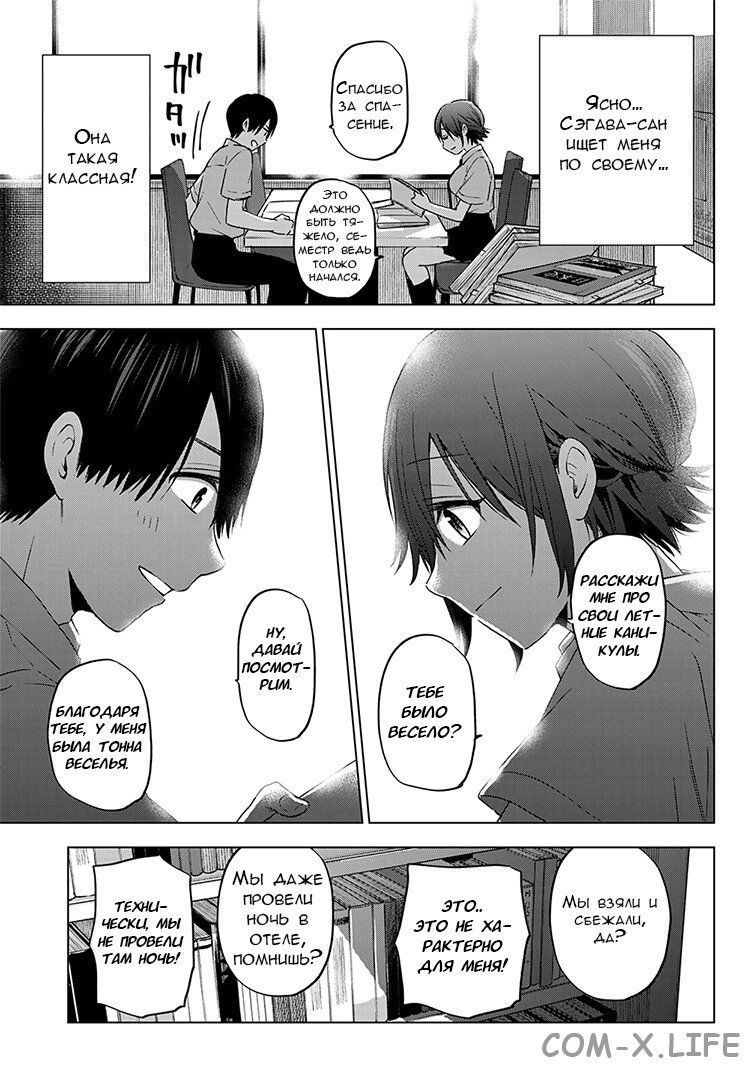 Ясно...
Сэгава-сан
ищет меня
по своему...
Спасибо
за спа-
сение.
Это
должно
быть тя-
жело, се-
местр ведь
только
начался.
ガタッ
Она
такая
классная!
Расскажи
мне про
свои лет-
ние кани-
кулы.
Тебе
было
весело?
Ну,
давай
посмот-
рим.
Благодаря
тебе, у меня
была тонна
веселья.
Мы взяли и
сбежали,
да?
Это..
это не ха-
рактерно
для меня!
Мы даже
провели
ночь в
отеле,
помнишь?
Техни-
чески, мы
не провели
там ночь!
COM-X.LIFE